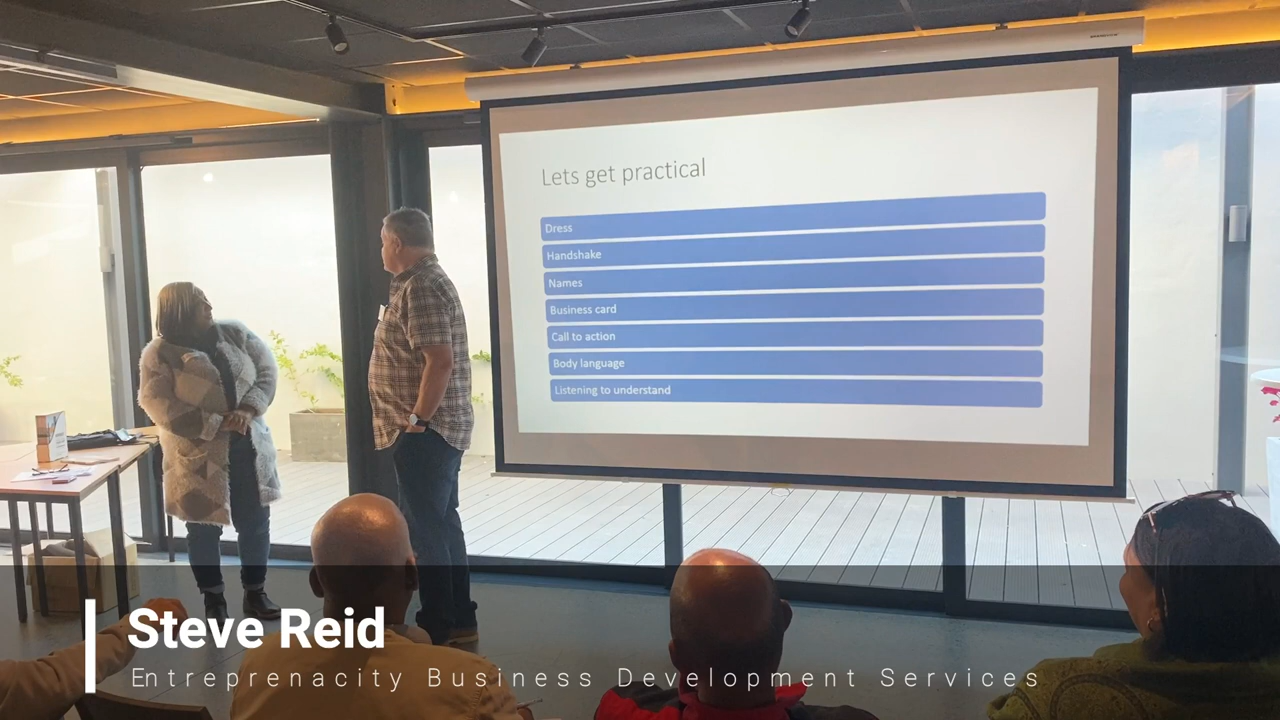 Lets get practical
Dress
Handshake
Names
Business card
Call to action
Body language
Listening to understand
Steve Reid
Entreprenacity Business Development Services